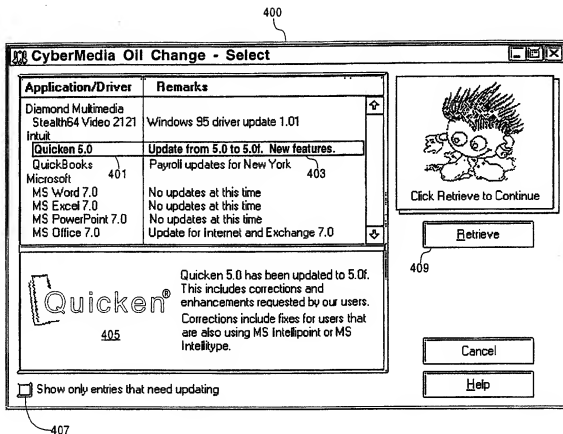 400
CyberMedia Oil Change - Select
Application/Driver Remarks
Diamond Multimedia
Stealth64 Video 2121 Windows 95 driver update 1.01
Intuit
Quicken 5.0 Update from 5.0 to 5.0f. New features.
QuickBooks 401 Payroll updates for New York 403
Microsoft
MS Word 7.0 No updates at this time
MS Excel 7.0 No updates at this time
MS PowerPoint 7.0 No updates at this time
MS Office 7.0 Update for Internet and Exchange 7.0
Click Retrieve to Continue
Retrieve
409
Quicken®
405
Quicken 5.0 has been updated to 5.0f.
This includes corrections and
enhancements requested by our users.
Corrections include fixes for users that
are also using MS Intellipoint or MS
Intellitype.
Cancel
Help
Show only entries that need updating
407